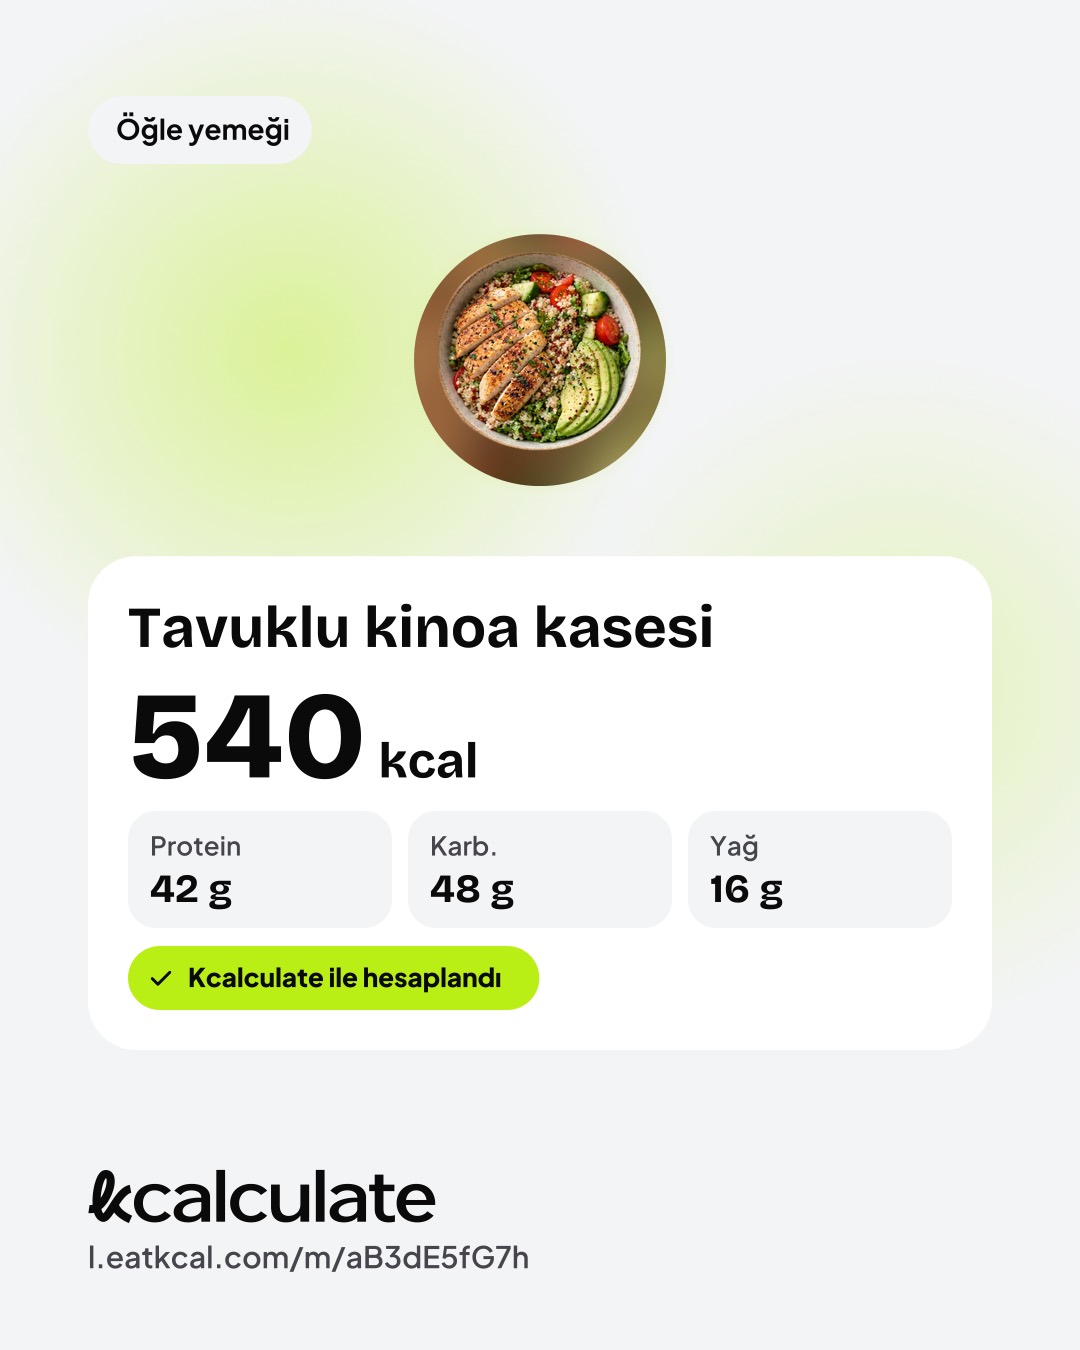 Öğle yemeği
Tavuklu kinoa kasesi
540 kcal
Protein
42 g
Karb.
48 g
Yağ
16 g
Kcalculate ile hesaplandı
kcalculate
l.eatkcal.com/m/aB3dE5fG7h